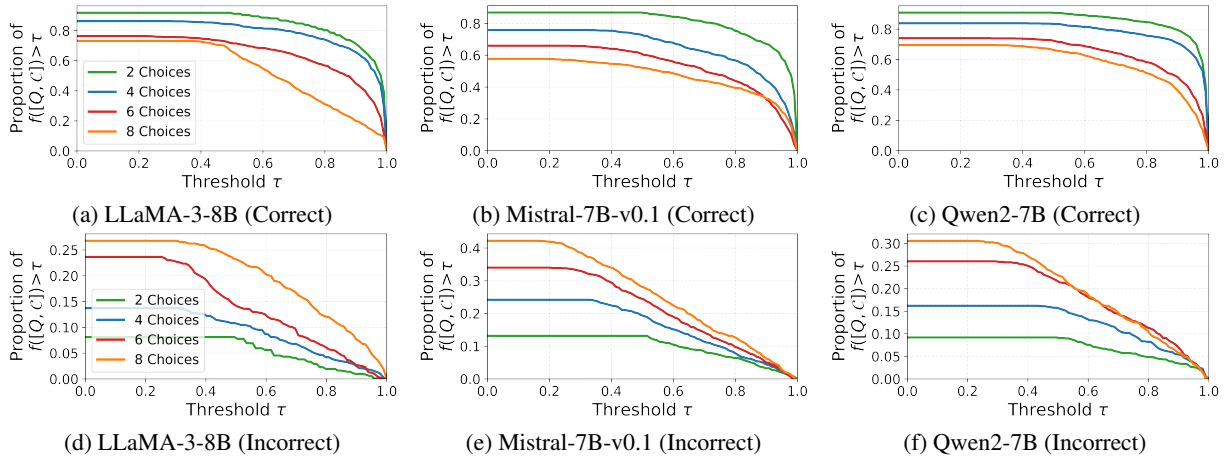 Proportion of
f([Q, C])>τ
0.8
0.6
0.4
0.2
0.0
2 Choices
4 Choices
6 Choices
8 Choices
0.0 0.2 0.4 0.6 0.8 1.0
Threshold τ
(a) LLaMA-3-8B (Correct)
Proportion of
f([Q, C])>τ
0.8
0.6
0.4
0.2
0.0
0.0 0.2 0.4 0.6 0.8 1.0
Threshold τ
(b) Mistral-7B-v0.1 (Correct)
Proportion of
f([Q, C])>τ
0.8
0.6
0.4
0.2
0.0
0.0 0.2 0.4 0.6 0.8 1.0
Threshold τ
(c) Qwen2-7B (Correct)
Proportion of
f([Q, C])>τ
0.25
0.20
0.15
0.10
0.05
0.00
2 Choices
4 Choices
6 Choices
8 Choices
0.0 0.2 0.4 0.6 0.8 1.0
Threshold τ
(d) LLaMA-3-8B (Incorrect)
Proportion of
f([Q, C])>τ
0.4
0.3
0.2
0.1
0.0
0.0 0.2 0.4 0.6 0.8 1.0
Threshold τ
(e) Mistral-7B-v0.1 (Incorrect)
Proportion of
f([Q, C])>τ
0.30
0.25
0.20
0.15
0.10
0.05
0.00
0.0 0.2 0.4 0.6 0.8 1.0
Threshold τ
(f) Qwen2-7B (Incorrect)